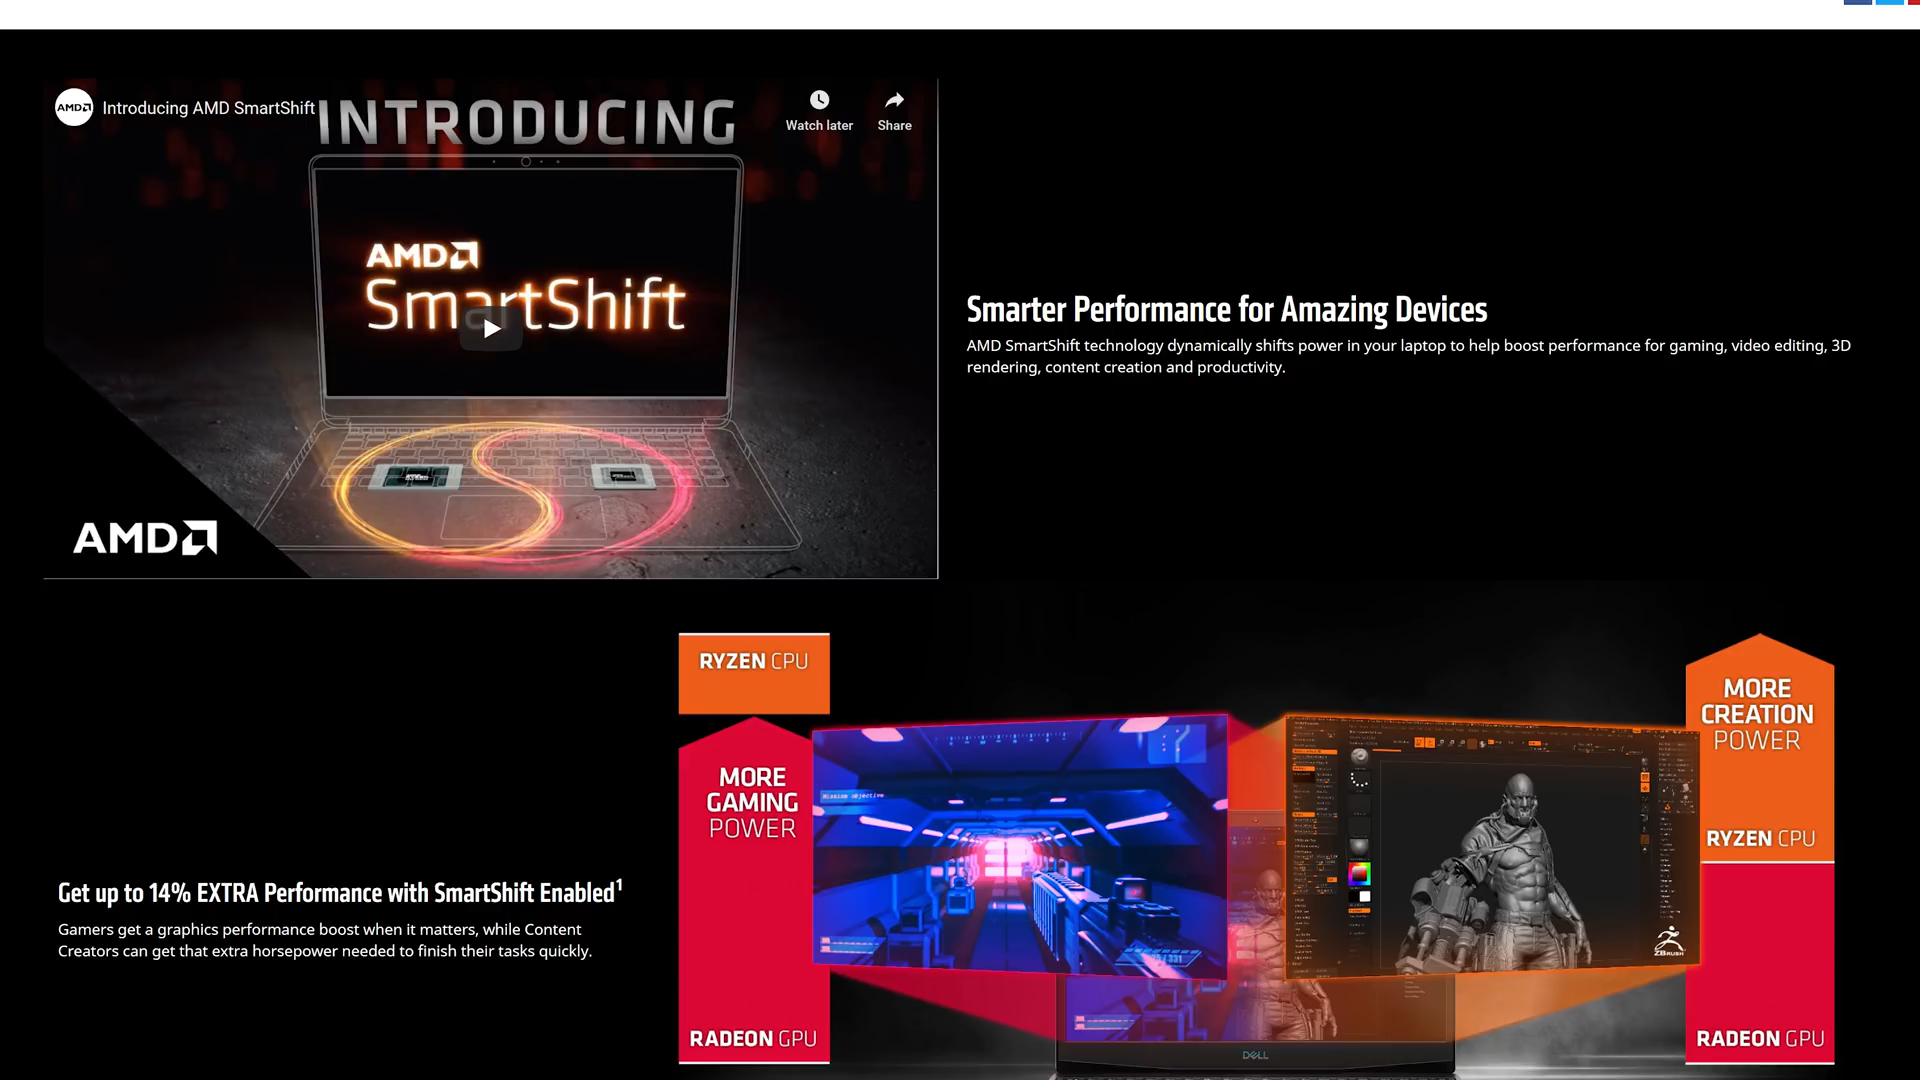 AMD
Introducing AMD SmartShift
INTRODUCING
Watch later
Share
AMD
SmartShift
AMD
Smarter Performance for Amazing Devices
AMD SmartShift technology dynamically shifts power in your laptop to help boost performance for gaming, video editing, 3D
rendering, content creation and productivity.
Get up to 14% EXTRA Performance with SmartShift Enabled¹
Gamers get a graphics performance boost when it matters, while Content
Creators can get that extra horsepower needed to finish their tasks quickly.
RYZEN CPU
MORE
GAMING
POWER
RADEON GPU
Mission objective
ZBRUSH
DELL
MORE
CREATION
POWER
RYZEN CPU
RADEON GPU